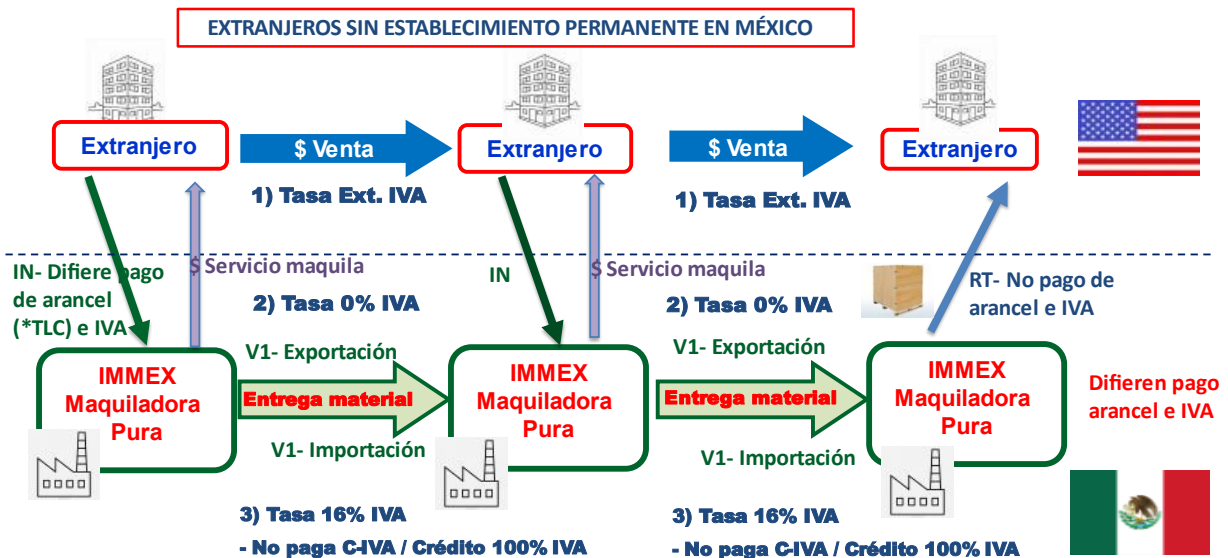 EXTRANJEROS SIN ESTABLECIMIENTO PERMANENTE EN MÉXICO
Extranjero
$ Venta
Extranjero
$ Venta
Extranjero
1) Tasa Ext. IVA
1) Tasa Ext. IVA
IN- Difiere pago
de arancel
(*TLC) e IVA
$ Servicio maquila
IN
$ Servicio maquila
RT- No pago de
arancel e IVA
2) Tasa 0% IVA
2) Tasa 0% IVA
V1- Exportación
V1- Exportación
IMMEX
Maquiladora
Pura
Entrega material
IMMEX
Maquiladora
Pura
Entrega material
IMMEX
Maquiladora
Pura
Difieren pago
arancel e IVA
V1- Importación
V1- Importación
3) Tasa 16% IVA
- No paga C-IVA / Crédito 100% IVA
3) Tasa 16% IVA
- No paga C-IVA / Crédito 100% IVA